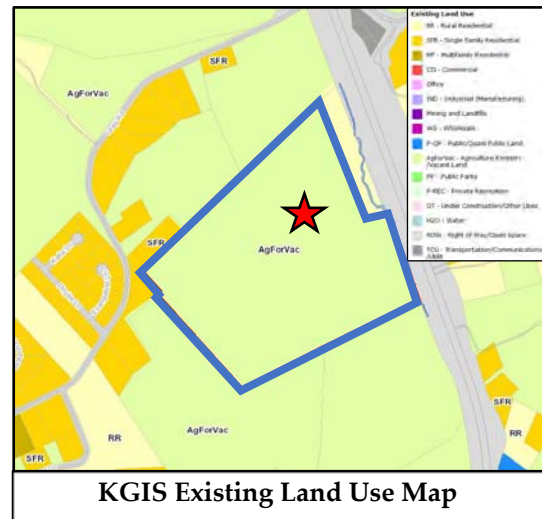 Existing Land Use
RR - Rural Residential
SFR - Single Family Residential
MF - Multifamily Residential
CO - Commercial
Office
IND - Industrial (Manufacturing)
Mining and Landfills
WS - Wholesale
P-QP - Public/Quasi Public Land
AgForVac - Agriculture Forestry
Vacant Land
PP - Public Parks
P-REC - Private Recreation
UT - Under Construction/Other Uses
H2O - Water
ROW - Right of Way/Open Space
TCU - Transportation/Communications
SFR
AgForVac
SFR
AgForVac
AgForVac
RR
SFR
SFR
RR
KGIS Existing Land Use Map